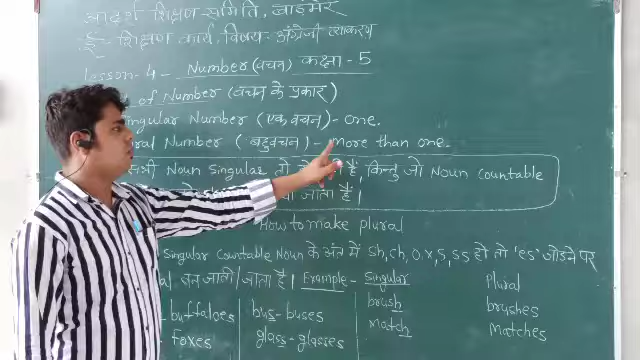 आदर्श शिक्षण समिति, बाड़मेर
ई-शिक्षण कार्य, विषय- अंग्रेजी व्याकरण
Lesson- 4 Number (वचन) कक्षा - 5
of Number (वचन के प्रकार)
Singular Number (एकवचन) - one.
ral Number (बहुवचन) - more than one.
सभी Noun Singular तो है किन्तु जो Noun Countable
जाता है।
How to make plural
Singular Countable Noun के अंत में sh, ch, o, x, s, ss हो तो 'es' जोड़ने पर
बन जाती/जाता है। Example - Singular Plural
buffaloes bus - buses brush brushes
foxes glass - glasses match matches